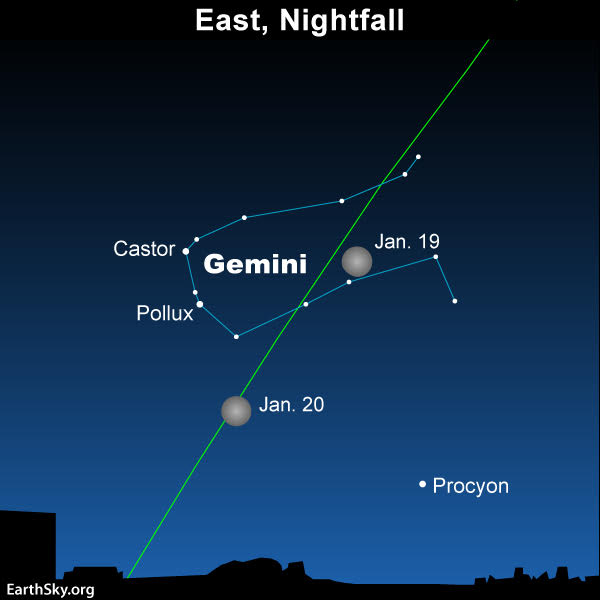 East, Nightfall
Jan. 19
Castor
Gemini
Pollux
Jan. 20
Procyon
EarthSky.org